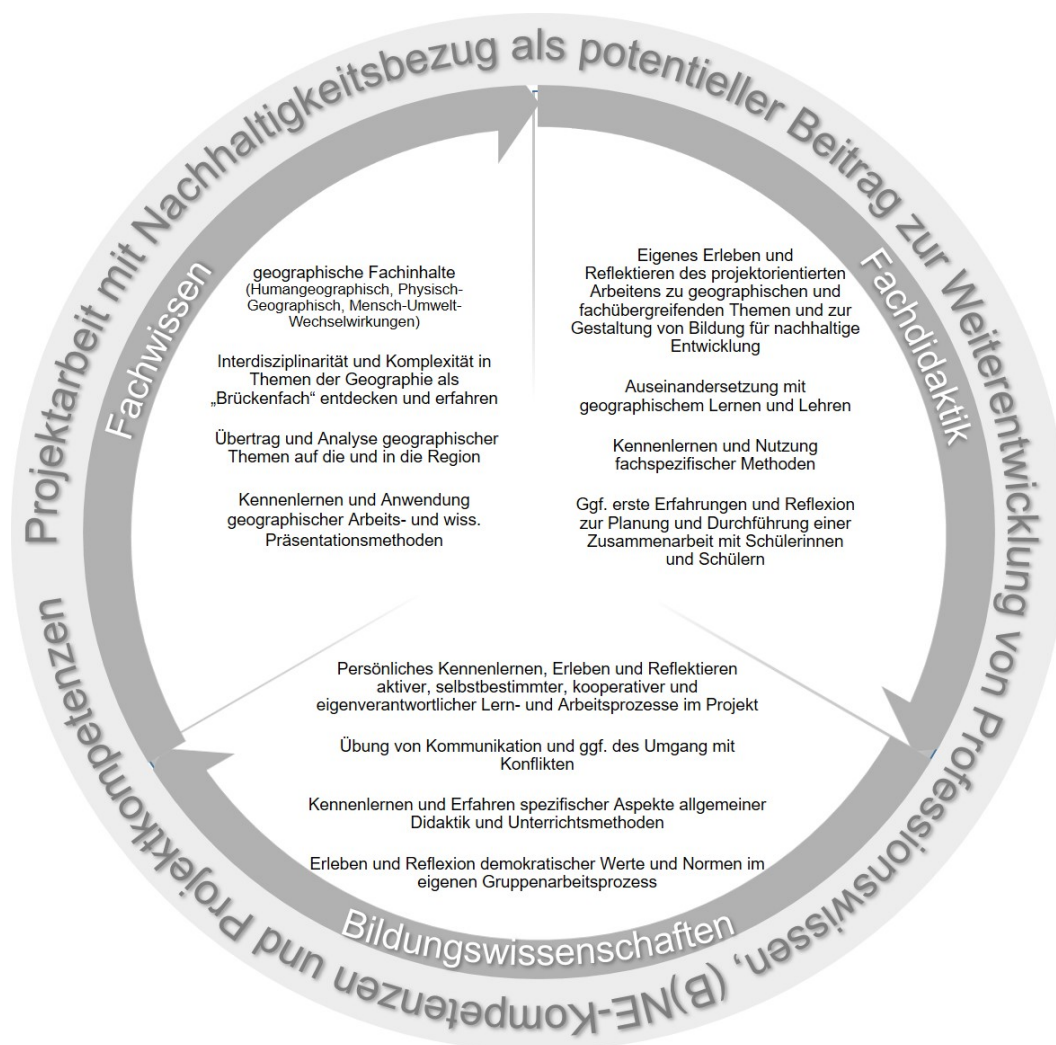 Projektarbeit mit Nachhaltigkeitsbezug als potentieller Beitrag zur Weiterentwicklung von Professionswissen, (B)NE-Kompetenzen und Projektkompetenzen
Fachwissen
geographische Fachinhalte
(Humangeographisch, Physisch-
Geographisch, Mensch-Umwelt-
Wechselwirkungen)
Interdisziplinarität und Komplexität in
Themen der Geographie als
„Brückenfach“ entdecken und erfahren
Übertrag und Analyse geographischer
Themen auf die und in die Region
Kennenlernen und Anwendung
geographischer Arbeits- und wiss.
Präsentationsmethoden
Fachdidaktik
Eigenes Erleben und
Reflektieren des projektorientierten
Arbeitens zu geographischen und
fachübergreifenden Themen und zur
Gestaltung von Bildung für nachhaltige
Entwicklung
Auseinandersetzung mit
geographischem Lernen und Lehren
Kennenlernen und Nutzung
fachspezifischer Methoden
Ggf. erste Erfahrungen und Reflexion
zur Planung und Durchführung einer
Zusammenarbeit mit Schülerinnen
und Schülern
Persönliches Kennenlernen, Erleben und Reflektieren
aktiver, selbstbestimmter, kooperativer und
eigenverantwortlicher Lern- und Arbeitsprozesse im Projekt
Übung von Kommunikation und ggf. des Umgang mit
Konflikten
Kennenlernen und Erfahren spezifischer Aspekte allgemeiner
Didaktik und Unterrichtsmethoden
Erleben und Reflexion demokratischer Werte und Normen im
eigenen Gruppenarbeitsprozess
Bildungswissenschaften